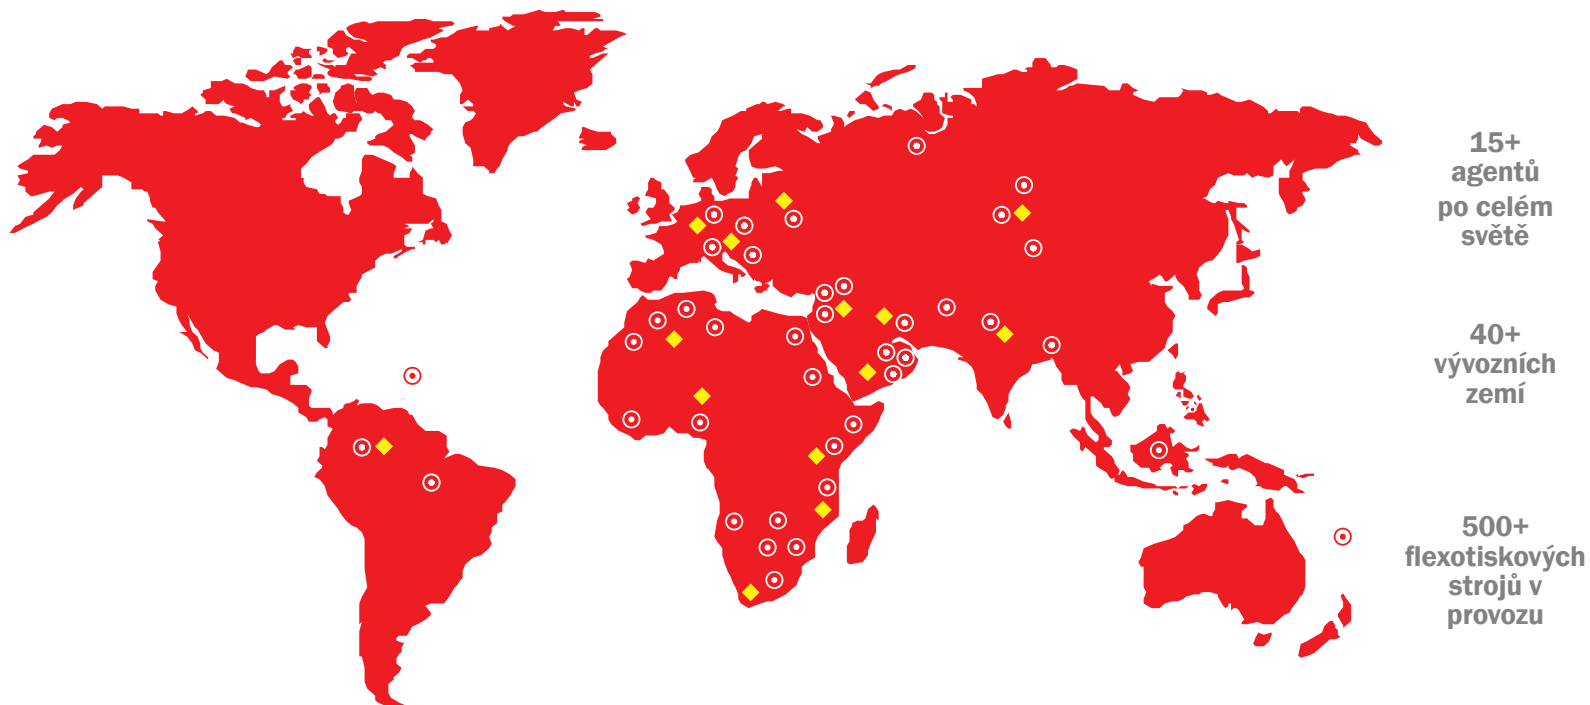 15+
agentů
po celém
světě
40+
vývozních
zemí
500+
flexotiskových
strojů v
provozu